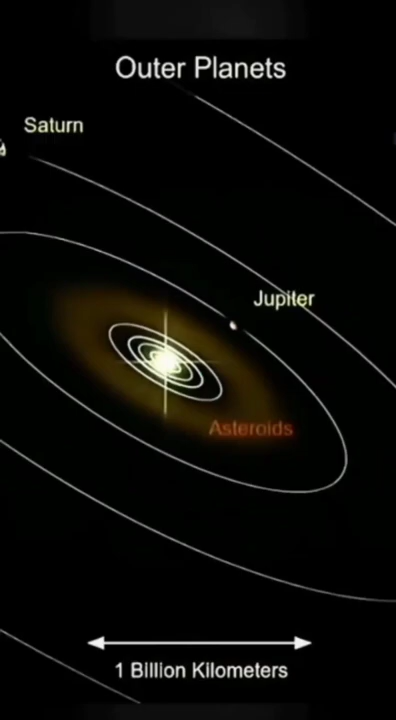 Outer Planets
Saturn
Jupiter
Asteroids
1 Billion Kilometers